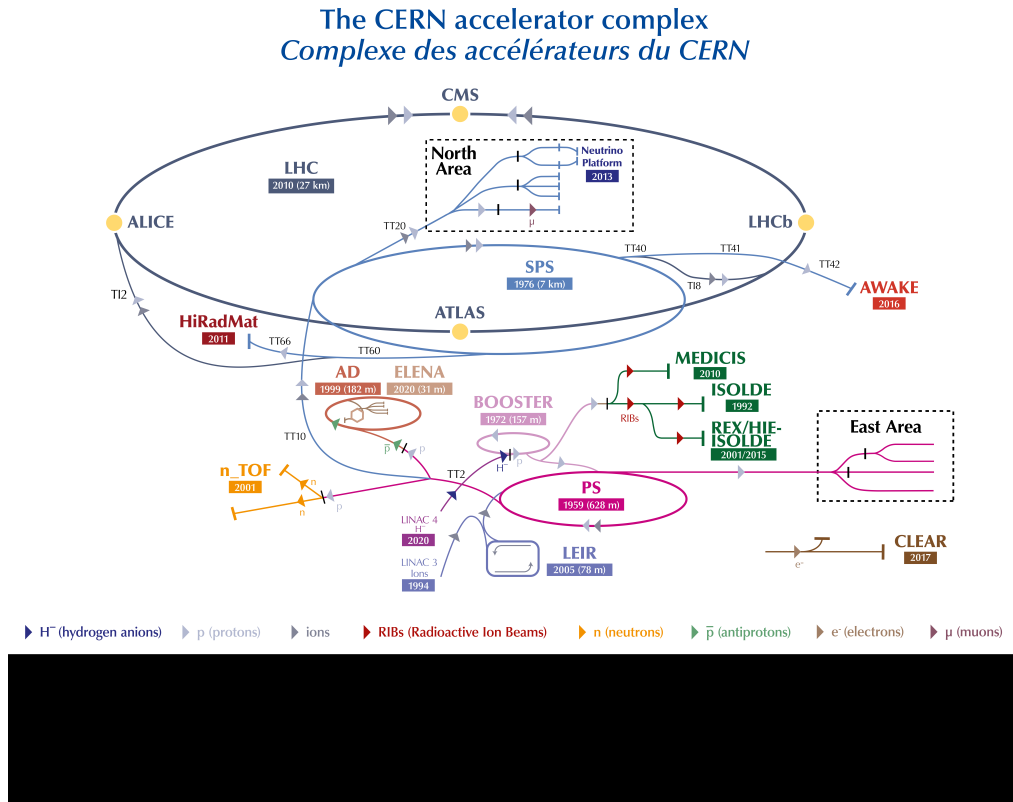 The CERN accelerator complex
Complexe des accélérateurs du CERN
CMS
LHC
2010 (27 km)
North
Area
Neutrino
Platform
2013
μ
ALICE
LHCb
TT20
TT40
TT41
TT42
SPS
1976 (7 km)
TI8
TI2
AWAKE
2016
ATLAS
HiRadMat
2011
TT66
TT60
AD
1999 (182 m)
ELENA
2020 (31 m)
MEDICIS
2010
ISOLDE
1992
RIBs
REX/HIE-
ISOLDE
2001/2015
BOOSTER
1972 (157 m)
East Area
TT10
p̅
p
H⁻
p
TT2
n_TOF
2001
n
n
p
PS
1959 (628 m)
LINAC 4
H⁻
2020
LINAC 3
Ions
1994
LEIR
2005 (78 m)
e-
CLEAR
2017
H⁻ (hydrogen anions)
p (protons)
ions
RIBs (Radioactive Ion Beams)
n (neutrons)
p̅ (antiprotons)
e- (electrons)
μ (muons)